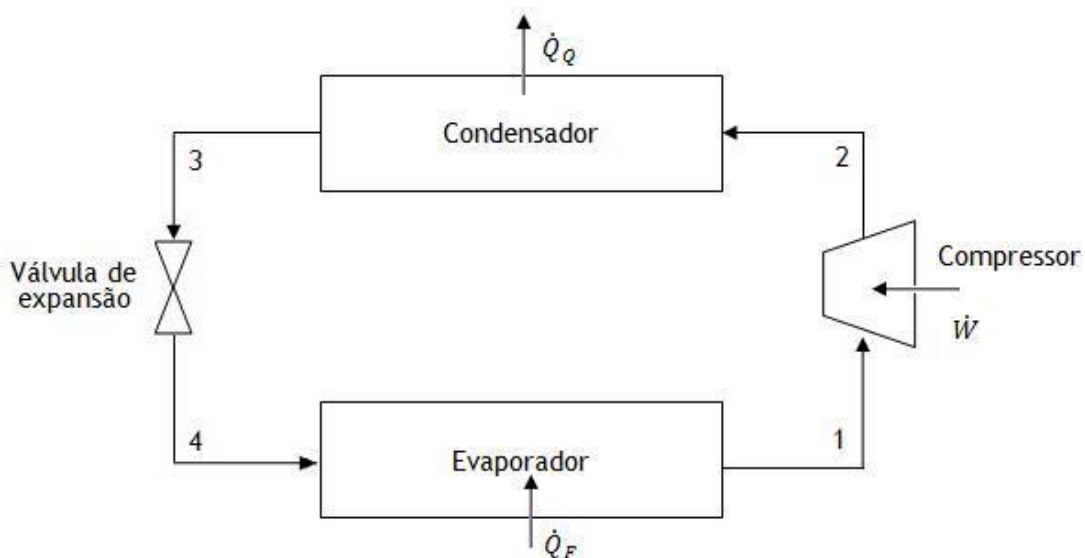 Q̇_Q
Condensador
3
2
Válvula de
expansão
Compressor
Ẇ
4
Evaporador
1
Q̇_F